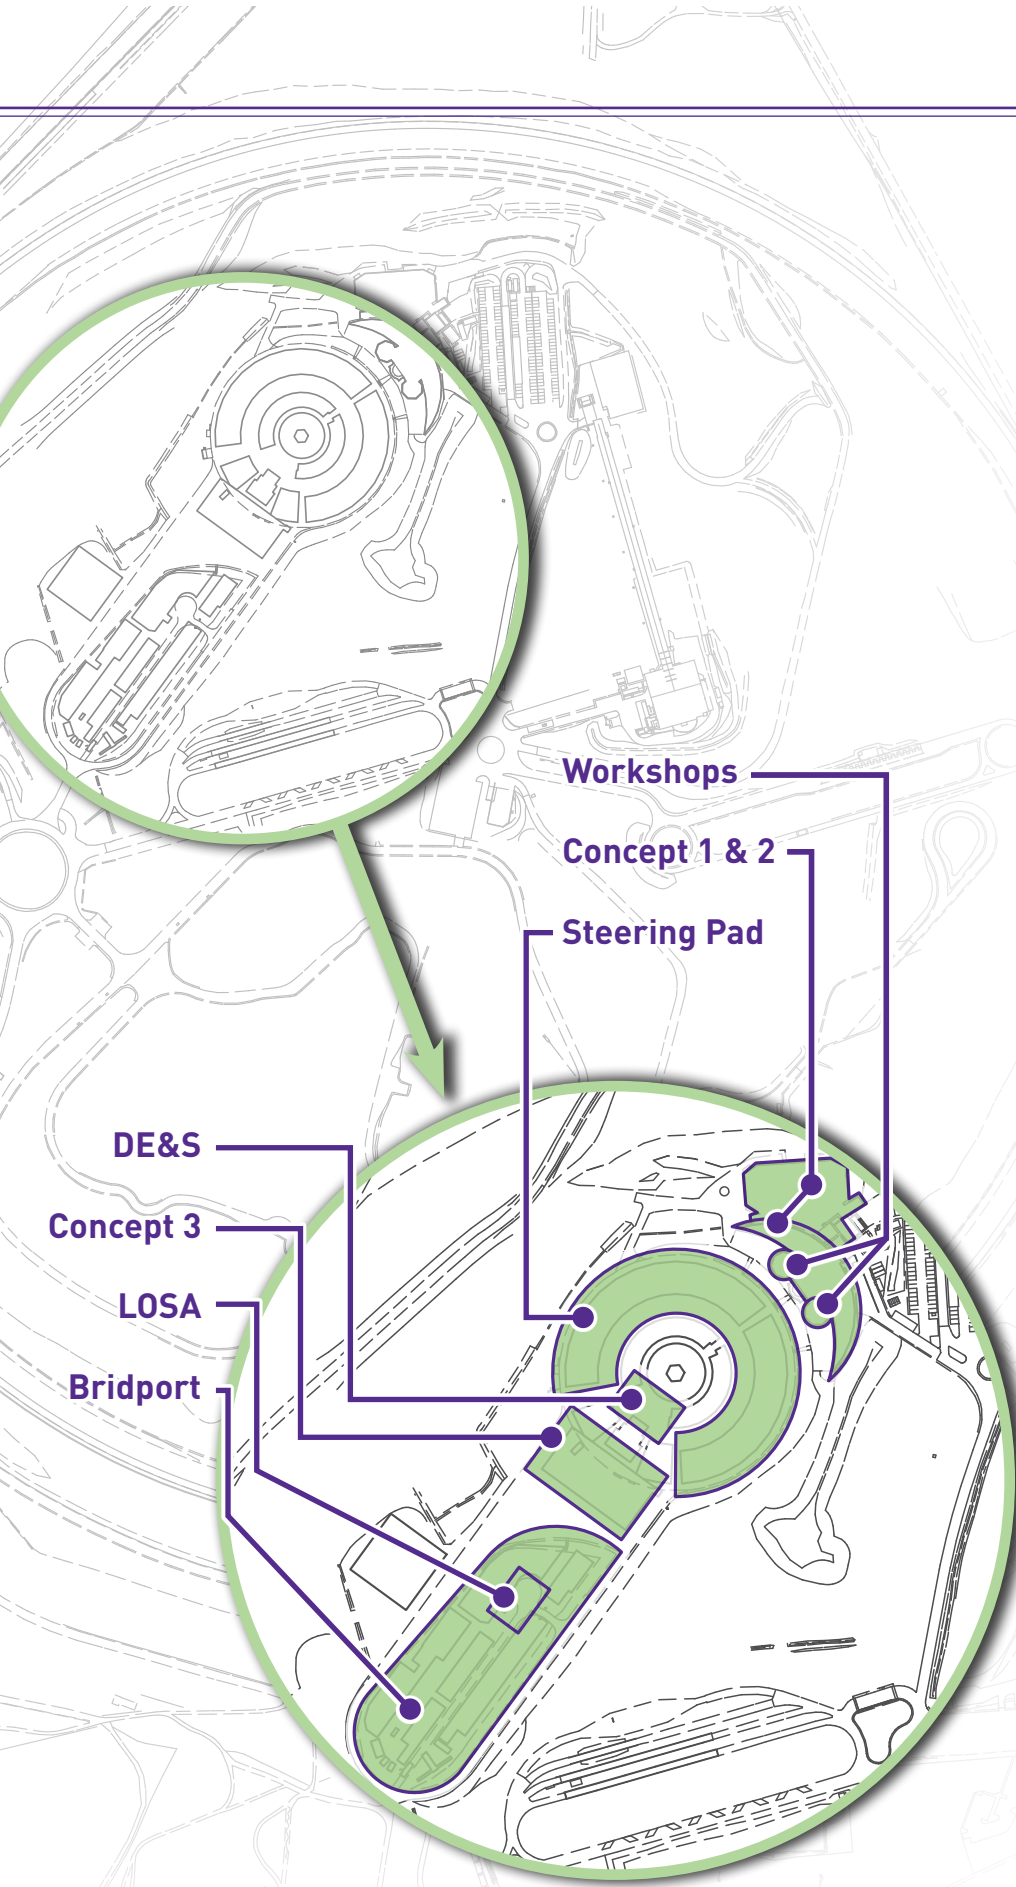 Workshops
Concept 1 & 2
Steering Pad
DE&S
Concept 3
LOSA
Bridport